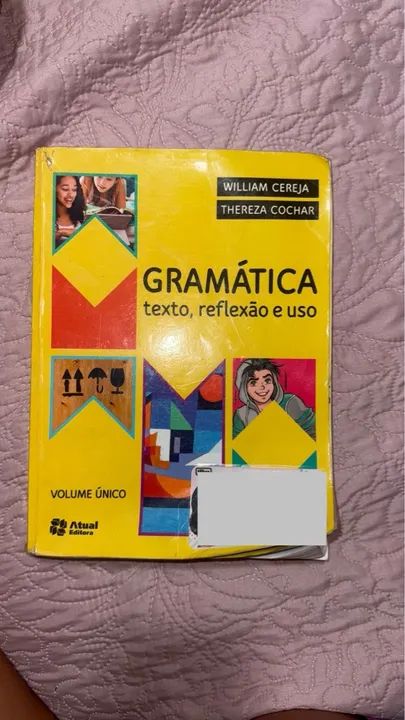 WILLIAM CEREJA
THEREZA COCHAR
GRAMÁTICA
texto, reflexão e uso
VOLUME ÚNICO
Atual
Editora